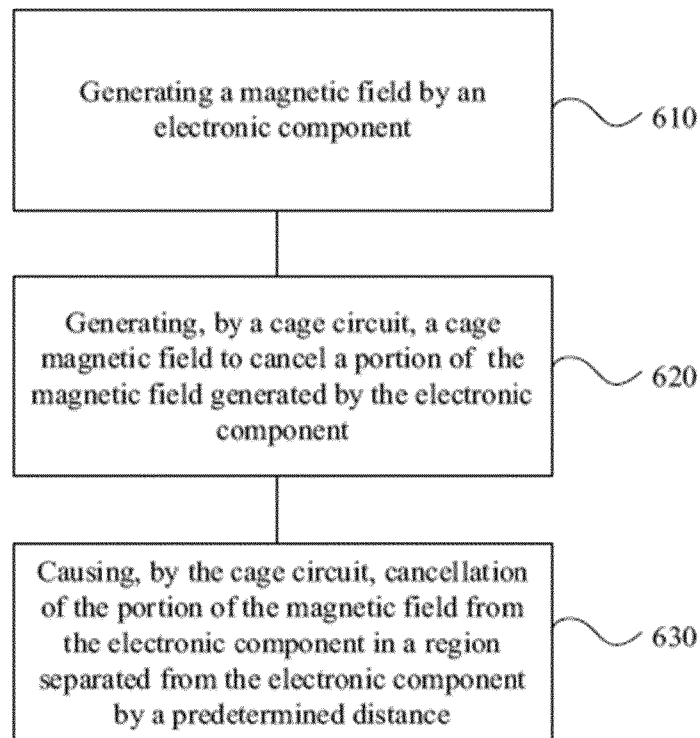 Generating a magnetic field by an
electronic component
610
Generating, by a cage circuit, a cage
magnetic field to cancel a portion of the
magnetic field generated by the electronic
component
620
Causing, by the cage circuit, cancellation
of the portion of the magnetic field from
the electronic component in a region
separated from the electronic component
by a predetermined distance
630